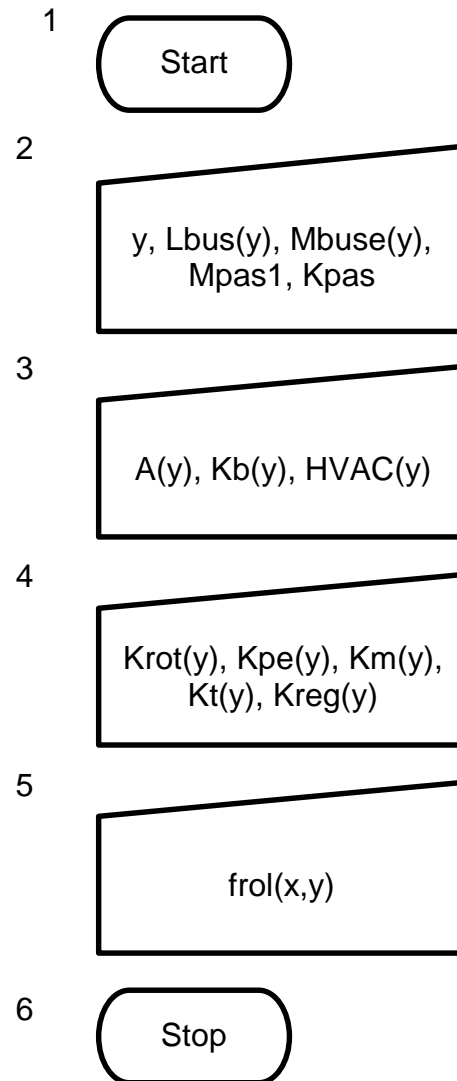 1
Start
2
y, Lbus(y), Mbuse(y),
Mpas1, Kpas
3
A(y), Kb(y), HVAC(y)
4
Krot(y), Kpe(y), Km(y),
Kt(y), Kreg(y)
5
frol(x,y)
6
Stop